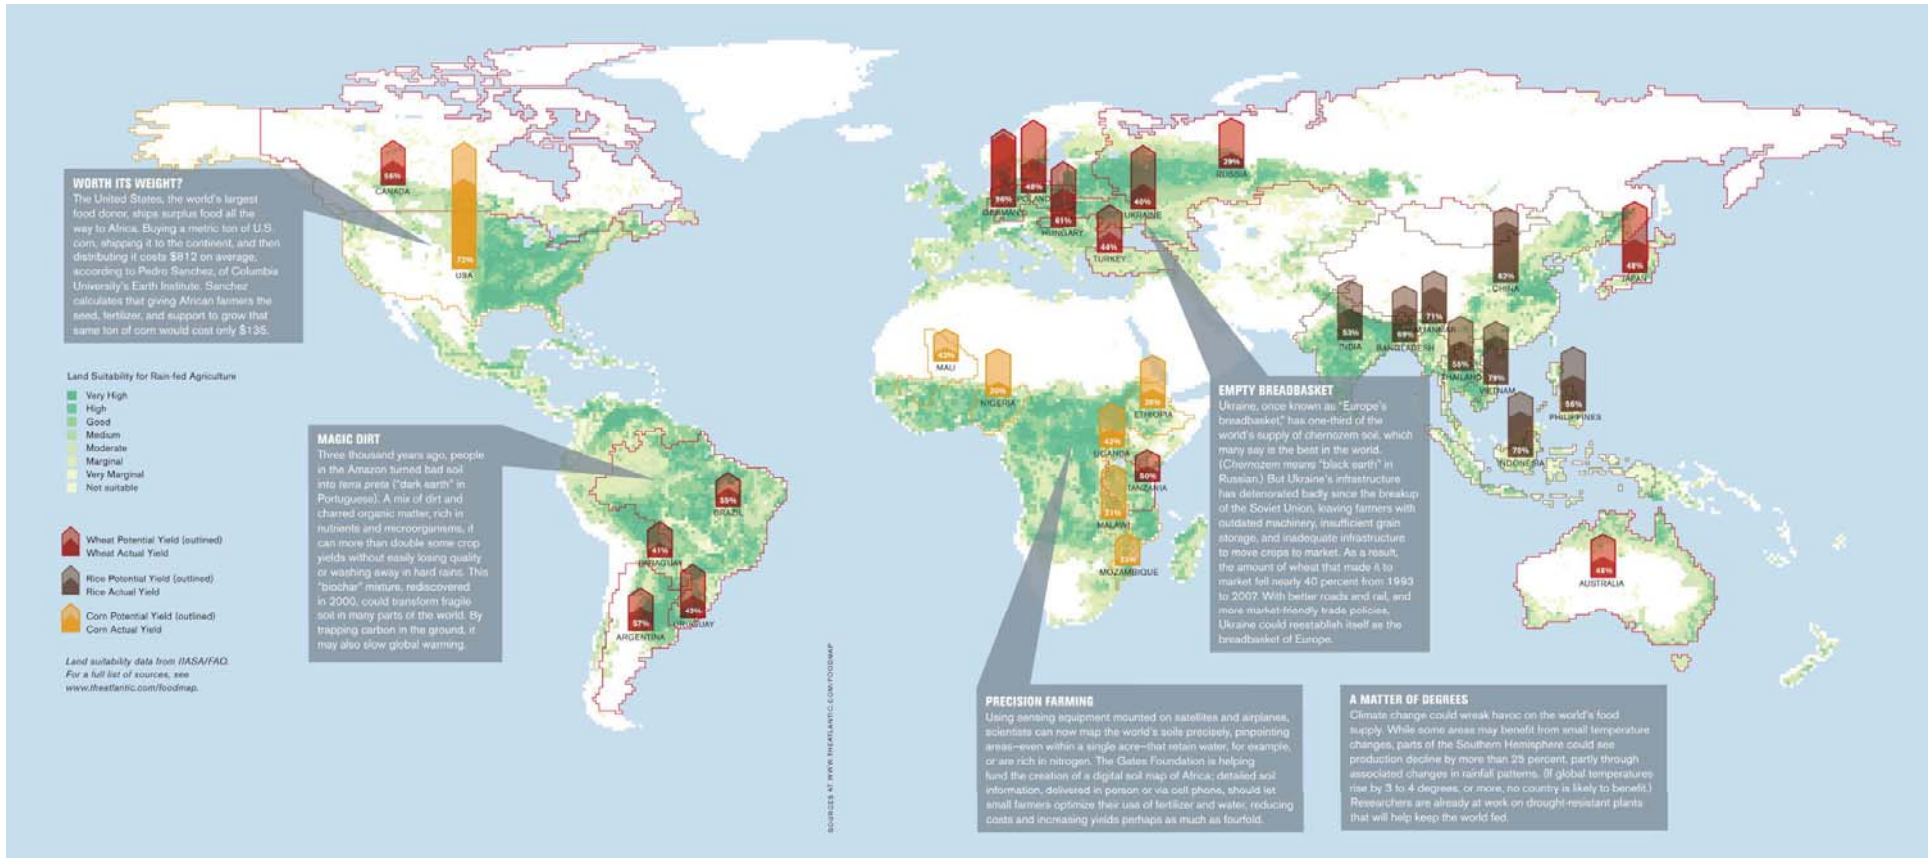 WORTH ITS WEIGHT?
The United States, the world's largest
food donor, ships surplus food all the
way to Africa. Buying a metric ton of U.S.
corn, shipping it to the continent, and then
distributing it costs $812 on average,
according to Pedro Sanchez, of Columbia
University's Earth Institute. Sanchez
calculates that giving African farmers the
seed, fertilizer, and support to grow that
same ton of corn would cost only $135.
Land Suitability for Rain-fed Agriculture
Very High
High
Good
Medium
Moderate
Marginal
Very Marginal
Not suitable
Wheat Potential Yield (outlined)
Wheat Actual Yield
Rice Potential Yield (outlined)
Rice Actual Yield
Corn Potential Yield (outlined)
Corn Actual Yield
Land suitability data from IIASA/FAO.
For a full list of sources, see
www.theatlantic.com/foodmap.
MAGIC DIRT
Three thousand years ago, people
in the Amazon turned bad soil
into terra preta ("dark earth" in
Portuguese). A mix of dirt and
charred organic matter, rich in
nutrients and microorganisms, it
can more than double some crop
yields without easily losing quality
or washing away in hard rains. This
"biochar" mixture, rediscovered
in 2000, could transform fragile
soil in many parts of the world. By
trapping carbon in the ground, it
may also slow global warming.
56%
CANADA
72%
USA
55%
BRAZIL
41%
PARAGUAY
57%
ARGENTINA
43%
URUGUAY
SOURCES AT WWW.THEATLANTIC.COM/FOODMAP
96%
GERMANY
48%
POLAND
61%
HUNGARY
40%
UKRAINE
44%
TURKEY
29%
RUSSIA
42%
MALI
20%
NIGERIA
ETHIOPIA
42%
UGANDA
50%
TANZANIA
21%
MALAWI
MOZAMBIQUE
53%
INDIA
69%
BANGLADESH
71%
MYANMAR
62%
CHINA
48%
JAPAN
THAILAND
79%
VIETNAM
56%
PHILIPPINES
70%
INDONESIA
48%
AUSTRALIA
EMPTY BREADBASKET
Ukraine, once known as "Europe's
breadbasket," has one-third of the
world's supply of chernozem soil, which
many say is the best in the world.
(Chernozem means "black earth" in
Russian.) But Ukraine's infrastructure
has deteriorated badly since the breakup
of the Soviet Union, leaving farmers with
outdated machinery, insufficient grain
storage, and inadequate infrastructure
to move crops to market. As a result,
the amount of wheat that made it to
market fell nearly 40 percent from 1993
to 2007. With better roads and rail, and
more market-friendly trade policies,
Ukraine could reestablish itself as the
breadbasket of Europe.
PRECISION FARMING
Using sensing equipment mounted on satellites and airplanes,
scientists can now map the world's soils precisely, pinpointing
areas—even within a single acre—that retain water, for example,
or are rich in nitrogen. The Gates Foundation is helping
fund the creation of a digital soil map of Africa; detailed soil
information, delivered in person or via cell phone, should let
small farmers optimize their use of fertilizer and water, reducing
costs and increasing yields perhaps as much as fourfold.
A MATTER OF DEGREES
Climate change could wreak havoc on the world's food
supply. While some areas may benefit from small temperature
changes, parts of the Southern Hemisphere could see
production decline by more than 25 percent, partly through
associated changes in rainfall patterns. (If global temperatures
rise by 3 to 4 degrees, or more, no country is likely to benefit.)
Researchers are already at work on drought-resistant plants
that will help keep the world fed.